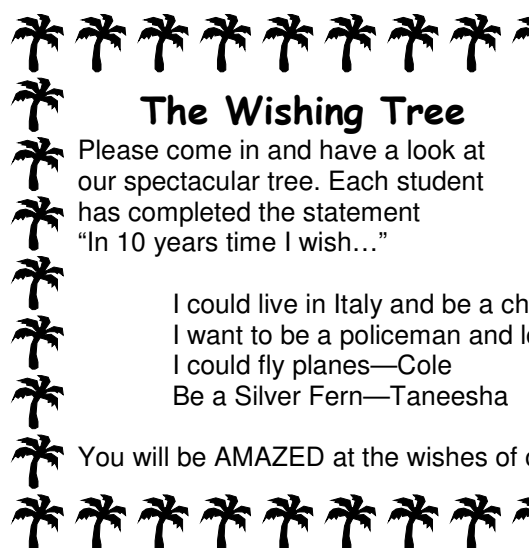 The Wishing Tree
Please come in and have a look at
our spectacular tree. Each student
has completed the statement
“In 10 years time I wish…”
I could live in Italy and be a
I want to be a policeman and
I could fly planes—Cole
Be a Silver Fern—Taneesha
You will be AMAZED at the wishes of